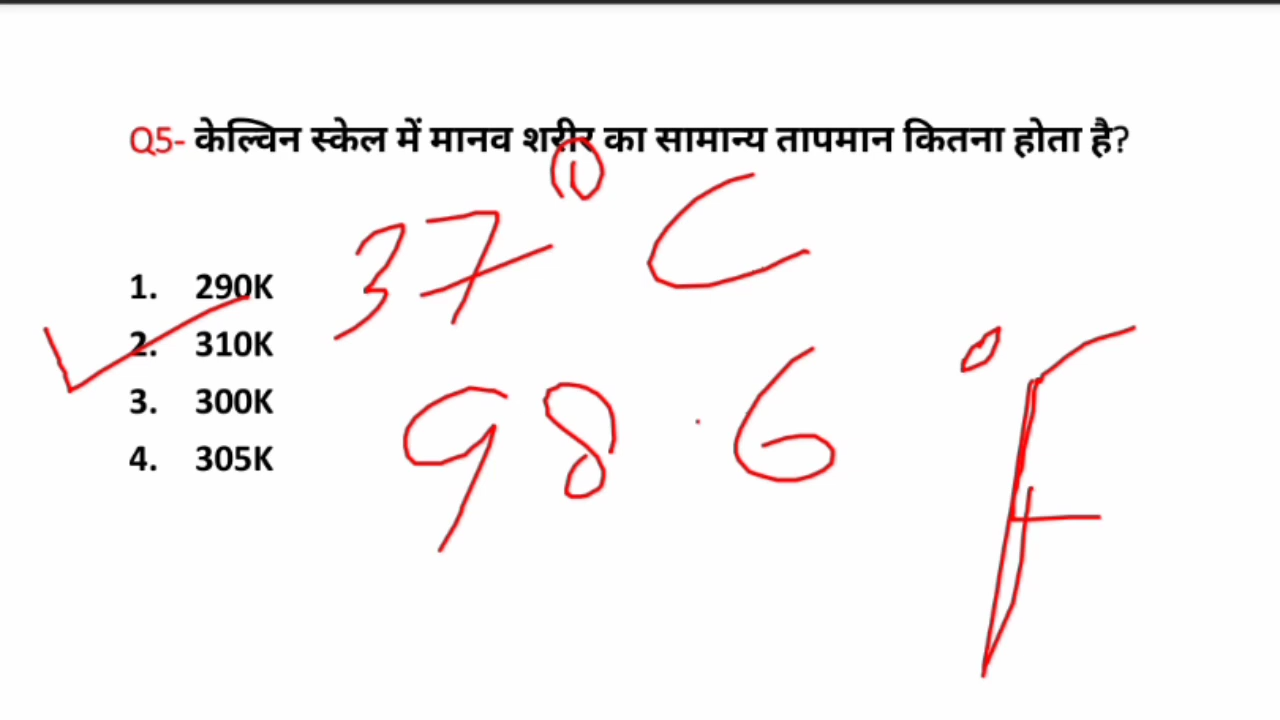 Q5- केल्विन स्केल में मानव शरीर का सामान्य तापमान कितना होता है?
37° C
1. 290K
2. 310K
3. 300K
4. 305K
98.6 °F